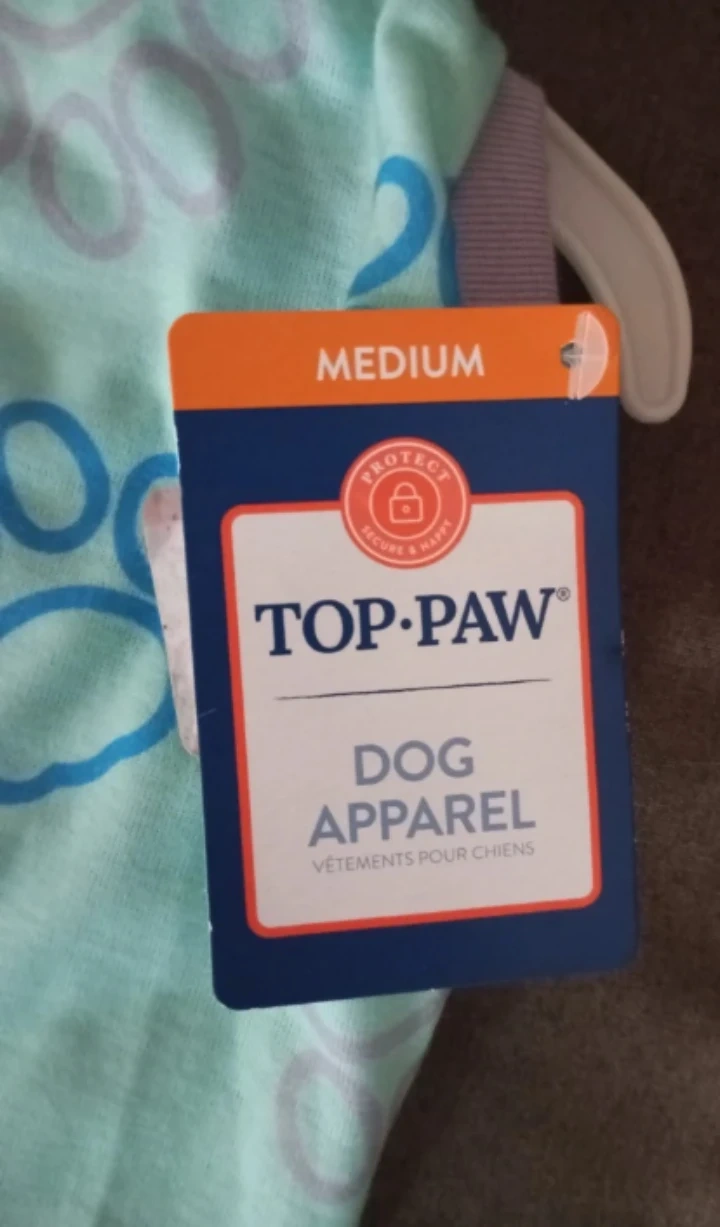 MEDIUM
PROTECT
SECURE & HAPPY
TOP•PAW®
DOG
APPAREL
VÊTEMENTS POUR CHIENS